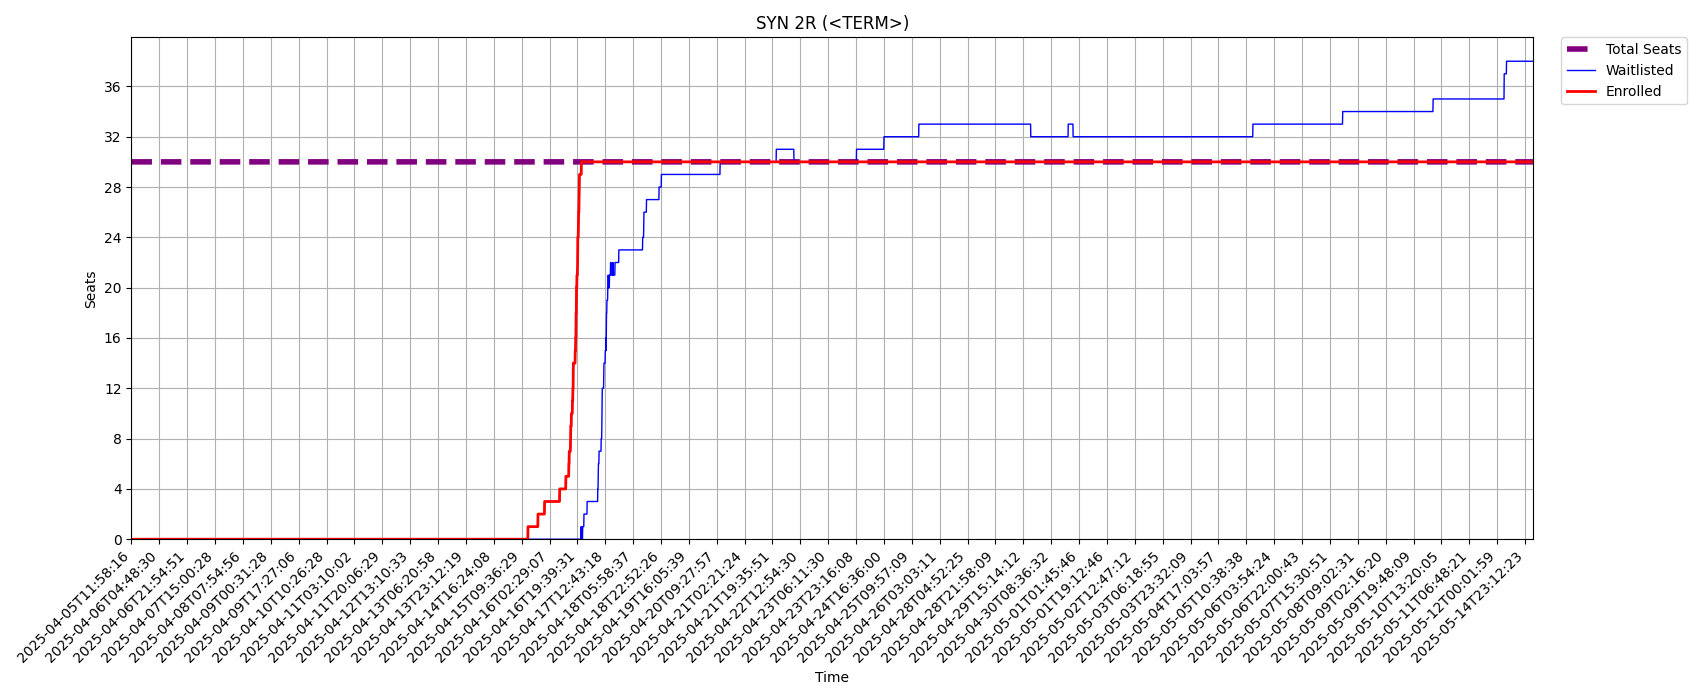 SYN 2R (<TERM>)
Total Seats
Waitlisted
Enrolled
Seats
36
32
28
24
20
16
12
8
4
0
2025-04-05T11:58:16
2025-04-06T04:48:30
2025-04-06T21:54:51
2025-04-07T15:00:28
2025-04-08T07:54:56
2025-04-09T00:31:28
2025-04-09T17:27:06
2025-04-10T10:26:28
2025-04-11T03:10:02
2025-04-11T20:06:29
2025-04-12T13:10:33
2025-04-13T06:20:58
2025-04-13T23:12:19
2025-04-14T16:24:08
2025-04-15T09:36:29
2025-04-16T02:29:07
2025-04-16T19:39:31
2025-04-17T12:43:18
2025-04-18T05:58:37
2025-04-18T22:52:26
2025-04-19T16:05:39
2025-04-20T09:27:57
2025-04-21T02:21:24
2025-04-21T19:35:51
2025-04-22T12:54:30
2025-04-23T06:11:30
2025-04-23T23:16:08
2025-04-24T16:36:00
2025-04-25T09:57:09
2025-04-26T03:03:11
2025-04-28T04:52:25
2025-04-28T21:58:09
2025-04-29T15:14:12
2025-04-30T08:36:32
2025-05-01T01:45:46
2025-05-01T19:12:46
2025-05-02T12:47:12
2025-05-03T06:18:55
2025-05-03T23:32:09
2025-05-04T17:03:57
2025-05-05T10:38:38
2025-05-06T03:54:24
2025-05-06T22:00:43
2025-05-07T15:30:51
2025-05-08T09:02:31
2025-05-09T02:16:20
2025-05-09T19:48:09
2025-05-10T13:20:05
2025-05-11T06:48:21
2025-05-12T00:01:59
2025-05-14T23:12:23
Time